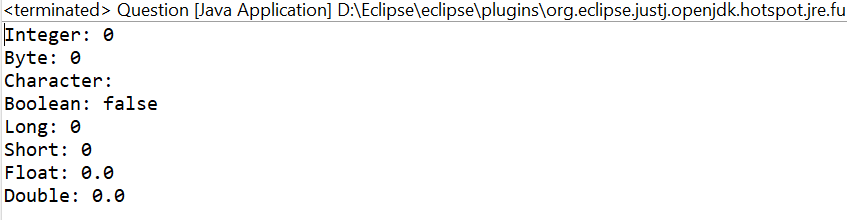 <terminated> Question [Java Application] D:\Eclipse\eclipse\plugins\org.eclipse.justj.openjdk.hotspot.jre.fu
Integer: 0
Byte: 0
Character:
Boolean: false
Long: 0
Short: 0
Float: 0.0
Double: 0.0